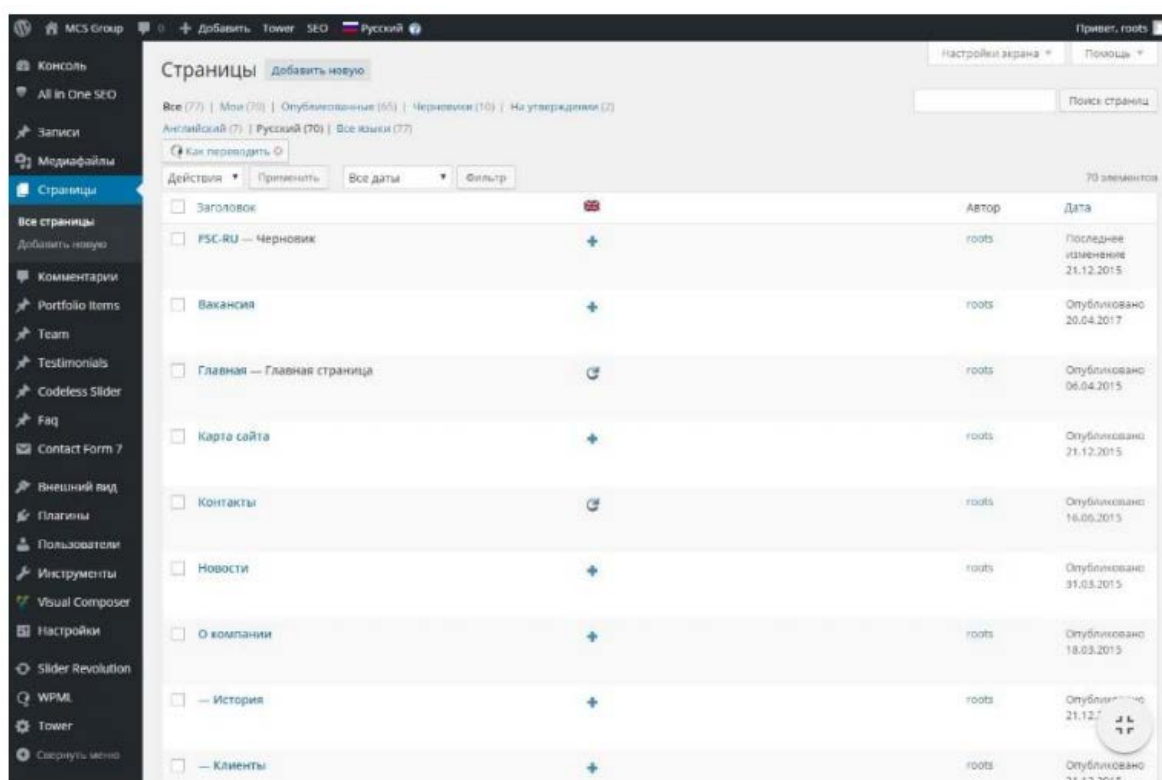 MCS Group 0 + Добавить Tower SEO Русский
Привет, roots
Консоль
All in One SEO
Записи
Медиафайлы
Страницы
Все страницы
Добавить новую
Комментарии
Portfolio Items
Team
Testimonials
Codeless Slider
Faq
Contact Form 7
Внешний вид
Плагины
Пользователи
Инструменты
Visual Composer
Настройки
Slider Revolution
WPML
Tower
Свернуть меню
Настройки экрана
Помощь
Страницы Добавить новую
Все (77) | Мои (70) | Опубликованные (65) | Черновики (10) | На утверждении (2)
Поиск страниц
Английский (7) | Русский (70) | Все языки (77)
Как переводить
Действия Применить Все даты Фильтр
70 элементов
Заголовок Автор Дата
FSC-RU — Черновик roots Последнее
изменение
21.12.2015
Вакансия roots Опубликовано
20.04.2017
Главная — Главная страница roots Опубликовано
06.04.2015
Карта сайта roots Опубликовано
21.12.2015
Контакты roots Опубликовано
16.06.2015
Новости roots Опубликовано
31.03.2015
О компании roots Опубликовано
18.03.2015
— История roots
21.12.
— Клиенты roots Опубликовано